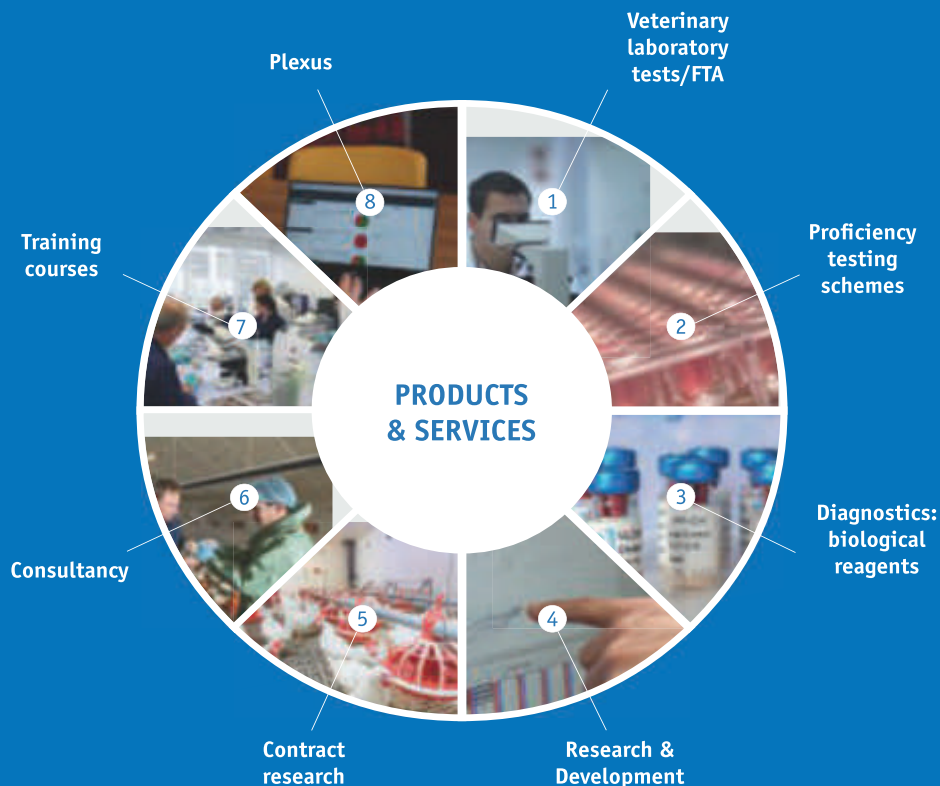 Veterinary
laboratory
tests/FTA
1
Proficiency
testing
schemes
2
Diagnostics:
biological
reagents
3
Research &
Development
4
Contract
research
5
Consultancy
6
Training
courses
7
Plexus
8
PRODUCTS
& SERVICES